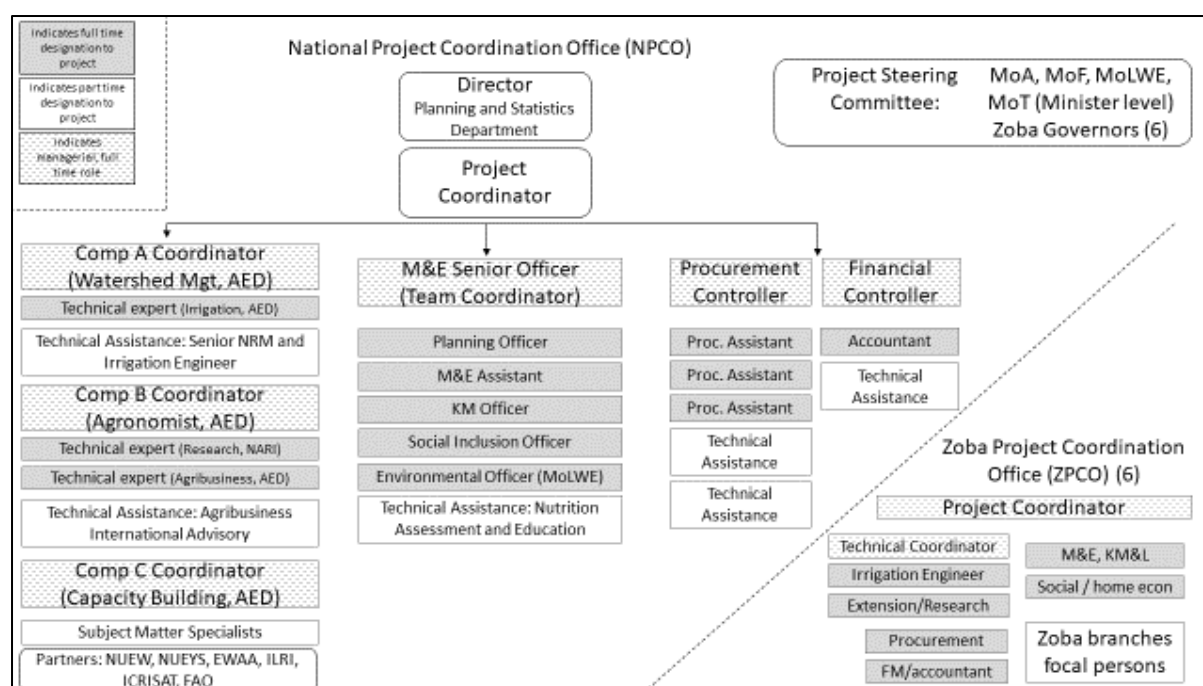 Indicates full time
designation to
project
Indicates part time
designation to
project
Indicates
managerial, full
time role
National Project Coordination Office (NPCO)
Director
Planning and Statistics
Department
Project
Coordinator
Project Steering
Committee:
MoA, MoF, MoLWE,
MoT (Minister level)
Zoba Governors (6)
Comp A Coordinator
(Watershed Mgt, AED)
Technical expert (Irrigation, AED)
Technical Assistance: Senior NRM and
Irrigation Engineer
Comp B Coordinator
(Agronomist, AED)
Technical expert (Research, NARI)
Technical expert (Agribusiness, AED)
Technical Assistance: Agribusiness
International Advisory
Comp C Coordinator
(Capacity Building, AED)
Subject Matter Specialists
Partners: NUEW, NUEYS, EWAA, ILRI,
ICRISAT, FAO
M&E Senior Officer
(Team Coordinator)
Planning Officer
M&E Assistant
KM Officer
Social Inclusion Officer
Environmental Officer (MoLWE)
Technical Assistance: Nutrition
Assessment and Education
Procurement
Controller
Proc. Assistant
Proc. Assistant
Proc. Assistant
Technical
Assistance
Technical
Assistance
Financial
Controller
Accountant
Technical
Assistance
Zoba Project Coordination
Office (ZPCO) (6)
Project Coordinator
Technical Coordinator
Irrigation Engineer
Extension/Research
Procurement
FM/accountant
M&E, KM&L
Social / home econ
Zoba branches
focal persons